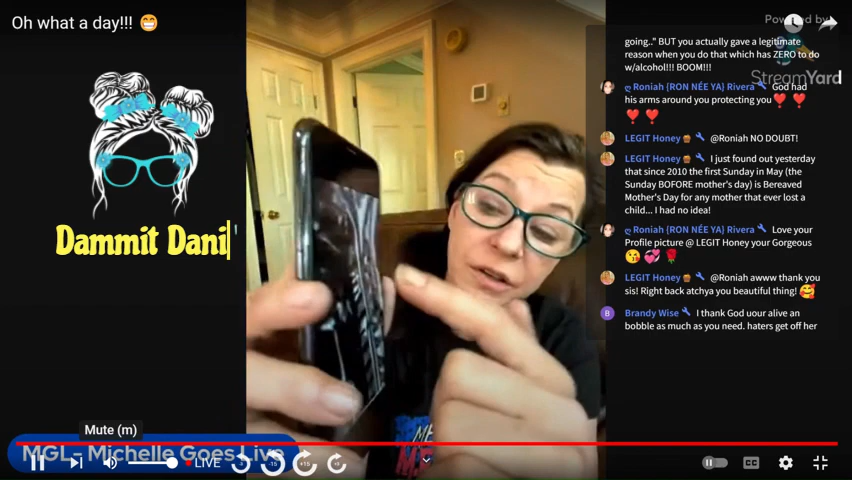 Oh what a day!!! 😁
Powered by
StreamYard
Dammit Dani
going.." BUT you actually gave a legitimate
reason when you do that which has ZERO to do
w/alcohol!!! BOOM!!!
ღ Roniah {RON NÉE YA} Rivera God had
his arms around you protecting you❤️ ❤️
❤️ ❤️
LEGIT Honey🍯 @Roniah NO DOUBT!
LEGIT Honey🍯 I just found out yesterday
that since 2010 the first Sunday in May (the
Sunday BOFORE mother's day) is Bereaved
Mother's Day for any mother that ever lost a
child... I had no idea!
ღ Roniah {RON NÉE YA} Rivera Love your
Profile picture @ LEGIT Honey your Gorgeous
😘 💞 🌹
LEGIT Honey🍯 @Roniah awww thank you
sis! Right back atchya you beautiful thing! 🥰
B Brandy Wise I thank God uour alive an
bobble as much as you need. haters get off her
Mute (m)
MGL - Michelle Goes Live
LIVE
-15
+15
CC